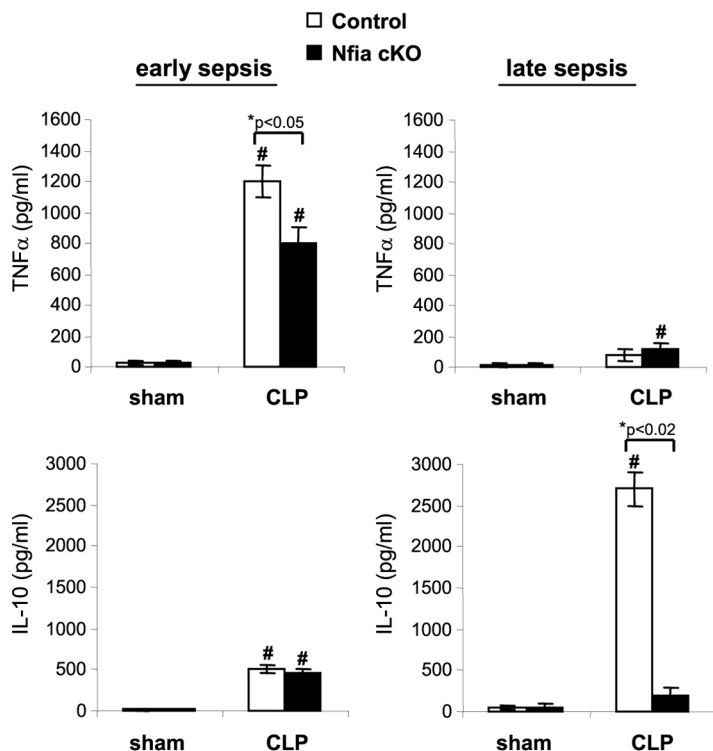 Control
Nfia cKO
early sepsis
late sepsis
TNFα (pg/ml)
1600
1400
1200
1000
800
600
400
200
0
*p<0.05
#
#
sham
CLP
TNFα (pg/ml)
1600
1400
1200
1000
800
600
400
200
0
#
sham
CLP
IL-10 (pg/ml)
3000
2500
2000
1500
1000
500
0
#
#
sham
CLP
IL-10 (pg/ml)
3000
2500
2000
1500
1000
500
0
*p<0.02
#
sham
CLP